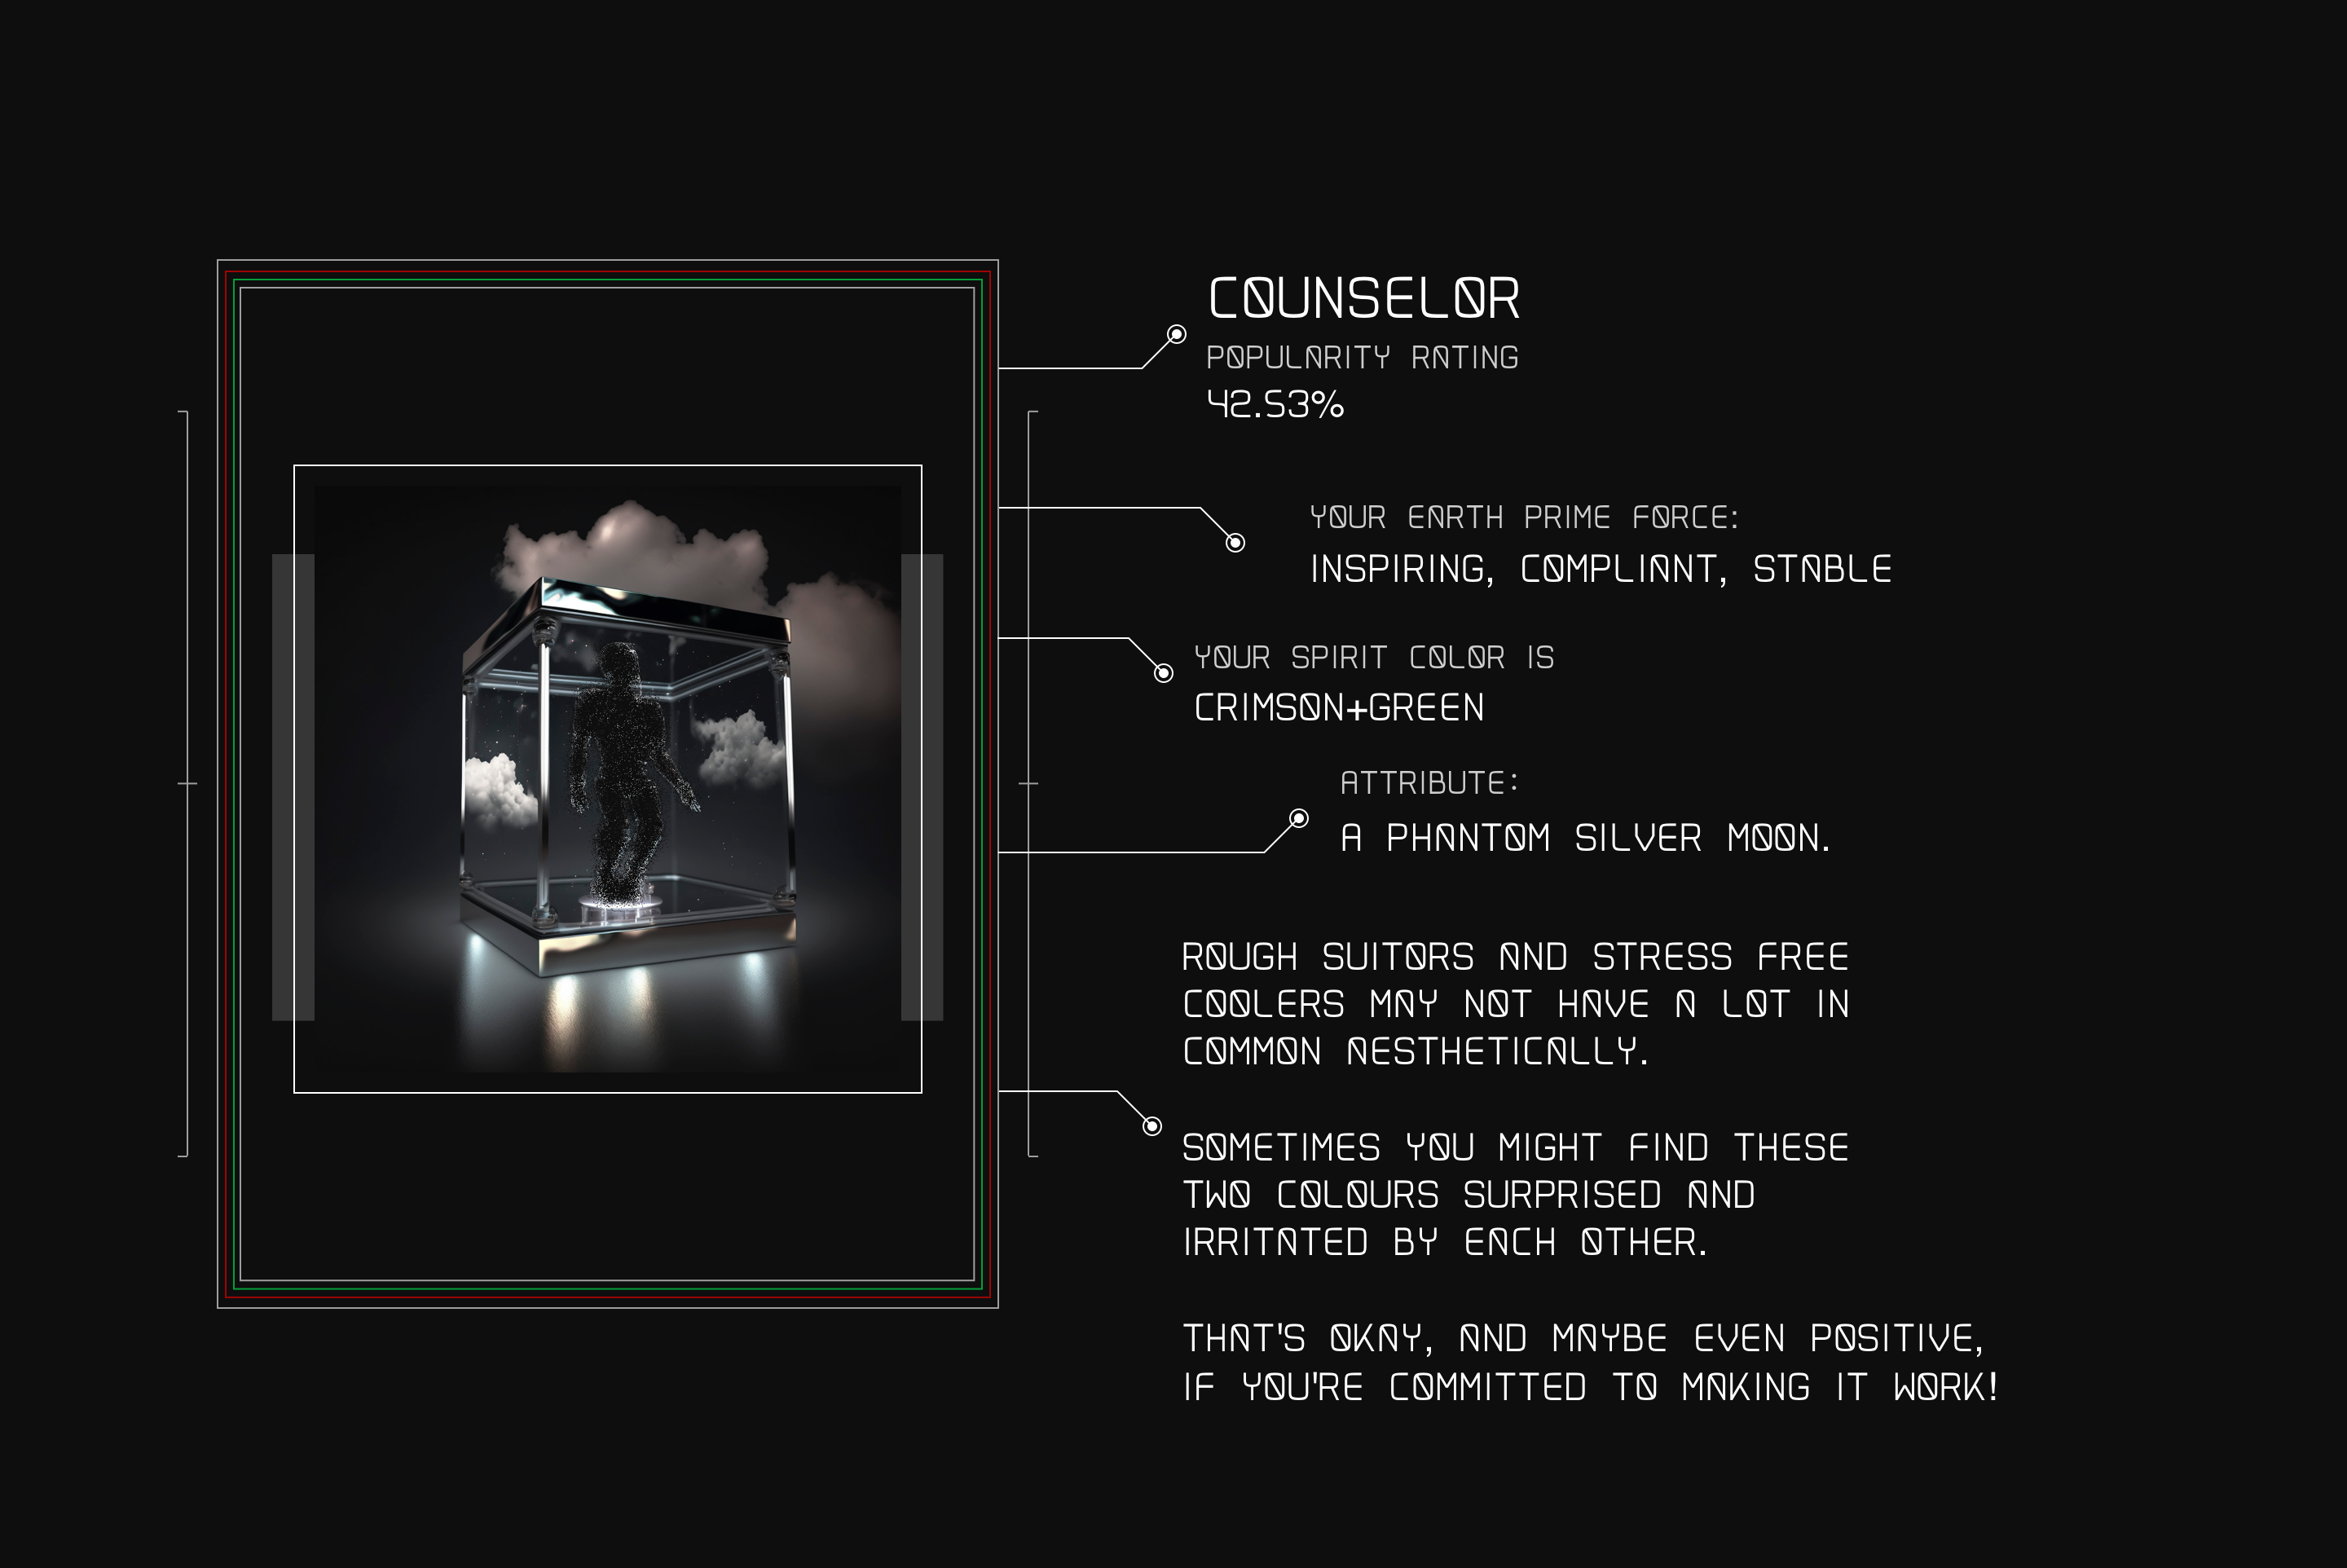 COUNSELOR
POPULARITY RATING
42.53%
YOUR EARTH PRIME FORCE:
INSPIRING, COMPLIANT, STABLE
YOUR SPIRIT COLOR IS
CRIMSON+GREEN
ATTRIBUTE:
A PHANTOM SILVER MOON.
ROUGH SUITORS AND STRESS FREE
COOLERS MAY NOT HAVE A LOT IN
COMMON AESTHETICALLY.
SOMETIMES YOU MIGHT FIND THESE
TWO COLOURS SURPRISED AND
IRRITATED BY EACH OTHER.
THAT'S OKAY, AND MAYBE EVEN POSITIVE,
IF YOU'RE COMMITTED TO MAKING IT WORK!